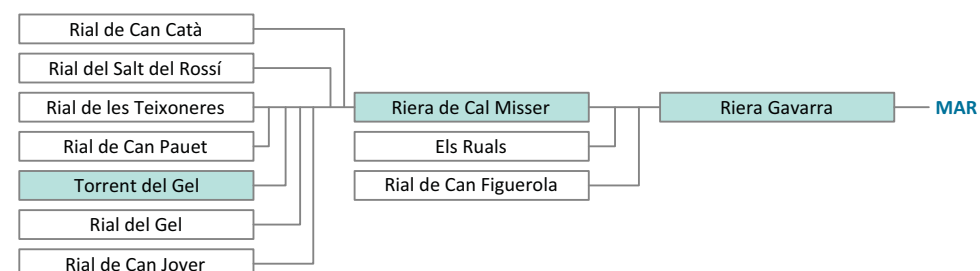 Rial de Can Catà
Rial del Salt del Rossí
Rial de les Teixoneres
Rial de Can Pauet
Torrent del Gel
Rial del Gel
Rial de Can Jover
Riera de Cal Misser
Els Ruals
Rial de Can Figuerola
Riera Gavarra
MAR